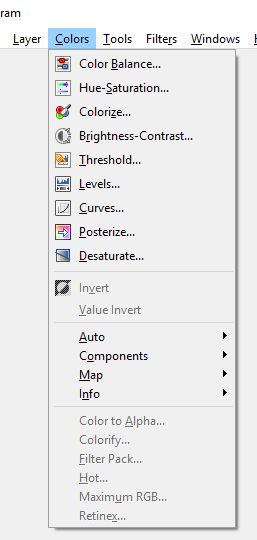 ram
Layer Colors Tools Filters Windows H
Color Balance...
Hue-Saturation...
Colorize...
Brightness-Contrast...
Threshold...
Levels...
Curves...
Posterize...
Desaturate...
Invert
Value Invert
Auto
Components
Map
Info
Color to Alpha...
Colorify...
Filter Pack...
Hot...
Maximum RGB...
Retinex...